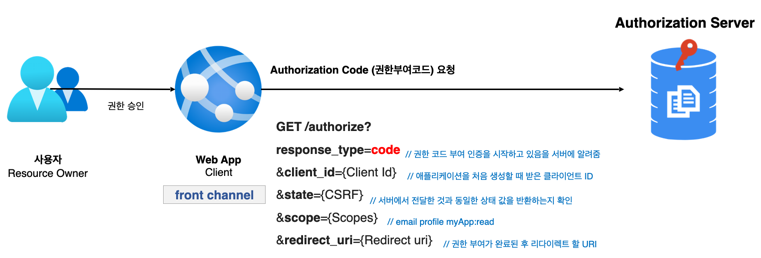 Authorization Server
Authorization Code (권한부여코드) 요청
권한 승인
GET /authorize?
response_type=code // 권한 코드 부여 인증을 시작하고 있음을 서버에 알려줌
사용자
Resource Owner
Web App
Client
&client_id={Client Id} // 애플리케이션을 처음 생성할 때 받은 클라이언트 ID
front channel
&state={CSRF} // 서버에서 전달한 것과 동일한 상태 값을 반환하는지 확인
&scope={Scopes} // email profile myApp:read
&redirect_uri={Redirect uri} // 권한 부여가 완료된 후 리다이렉트 할 URI